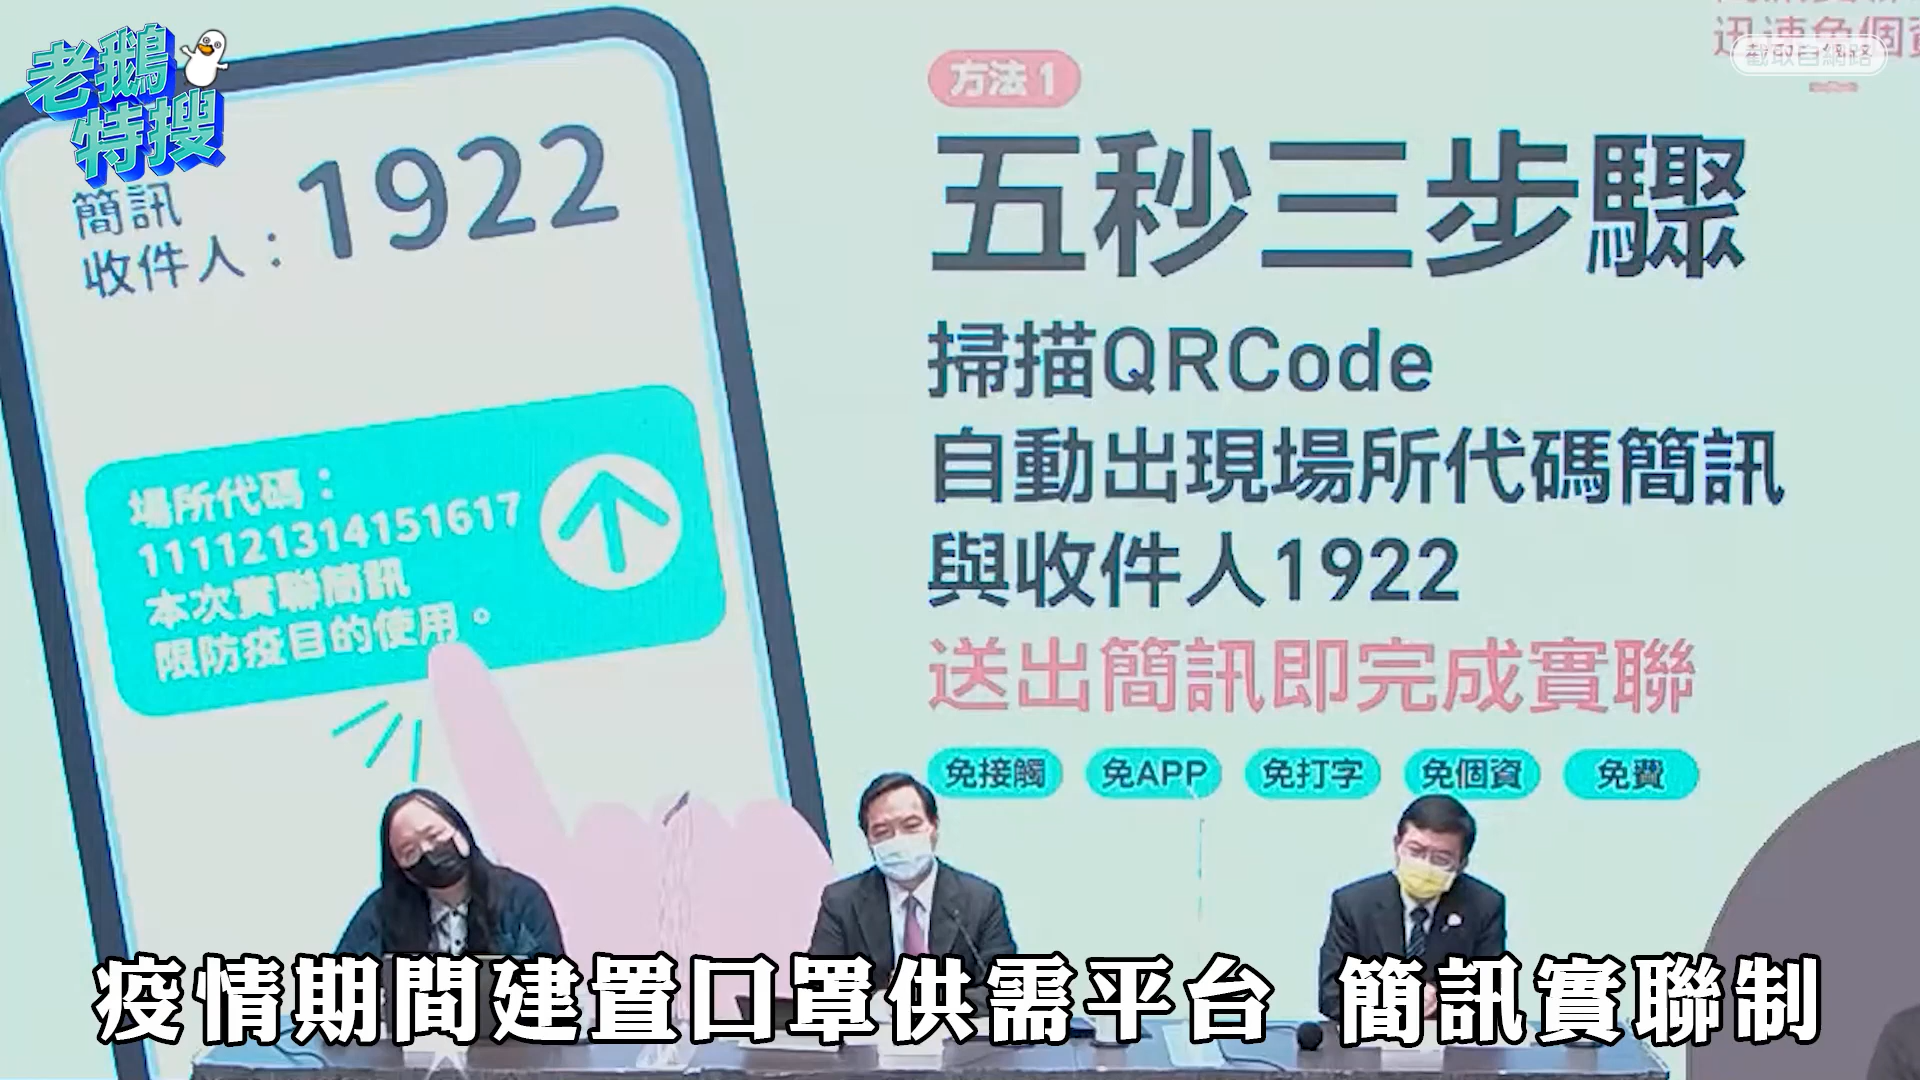 老鵝
特搜
簡訊
收件人：1922
場所代碼：
111121314151617
本次實聯簡訊
限防疫目的使用。
截取自網路
方法1
五秒三步驟
掃描QRCode
自動出現場所代碼簡訊
與收件人1922
送出簡訊即完成實聯
免接觸 免APP 免打字 免個資 免費
疫情期間建置口罩供需平台 簡訊實聯制